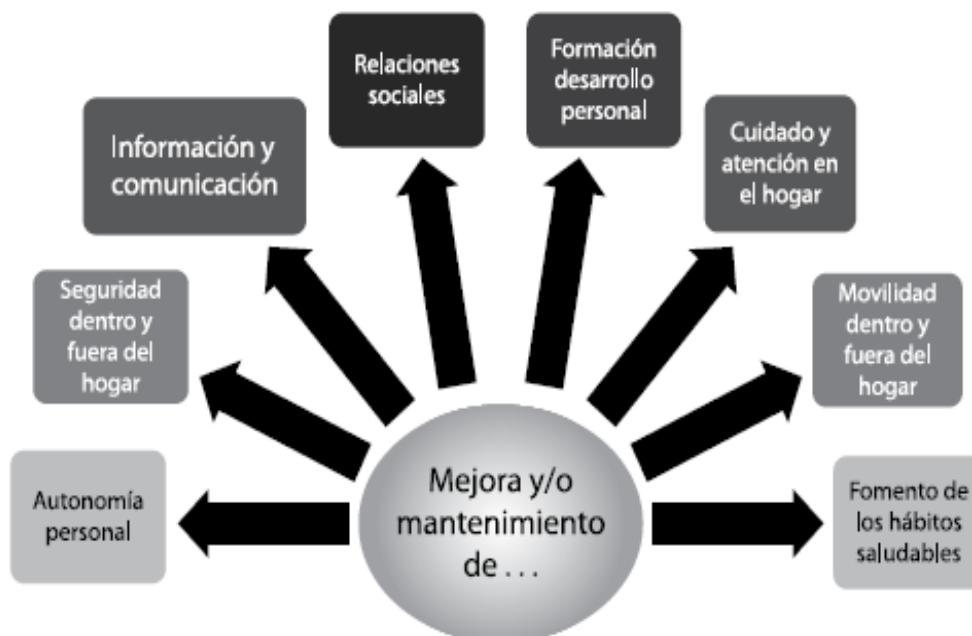 Relaciones
sociales
Formación
desarrollo
personal
Información y
comunicación
Cuidado y
atención en
el hogar
Seguridad
dentro y
fuera del
hogar
Movilidad
dentro y
fuera del
hogar
Autonomía
personal
Mejora y/o
mantenimiento
de . . .
Fomento de
los hábitos
saludables